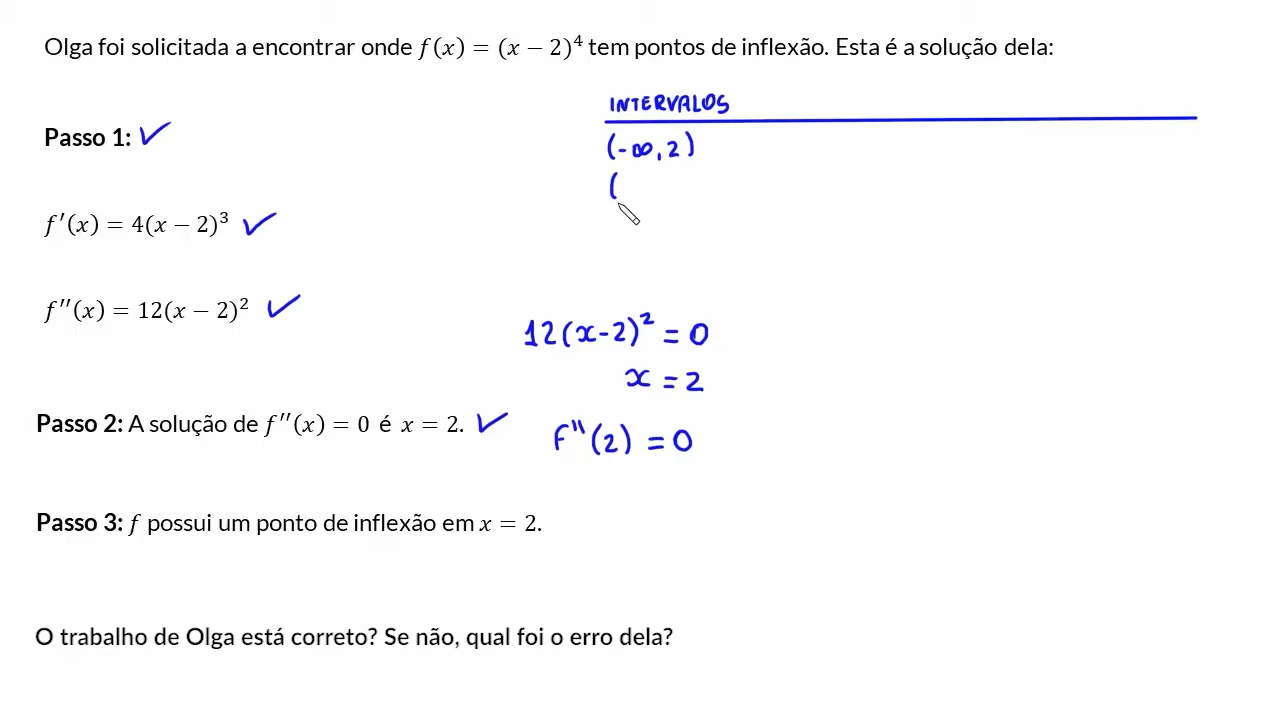 Olga foi solicitada a encontrar onde f(x) = (x − 2)⁴ tem pontos de inflexão. Esta é a solução dela:
INTERVALOS
Passo 1: ✓
(-∞, 2)
(
f′(x) = 4(x − 2)³ ✓
f″(x) = 12(x − 2)² ✓
12(x-2)² = 0
x = 2
Passo 2: A solução de f″(x) = 0 é x = 2. ✓
F"(2) = 0
Passo 3: f possui um ponto de inflexão em x = 2.
O trabalho de Olga está correto? Se não, qual foi o erro dela?